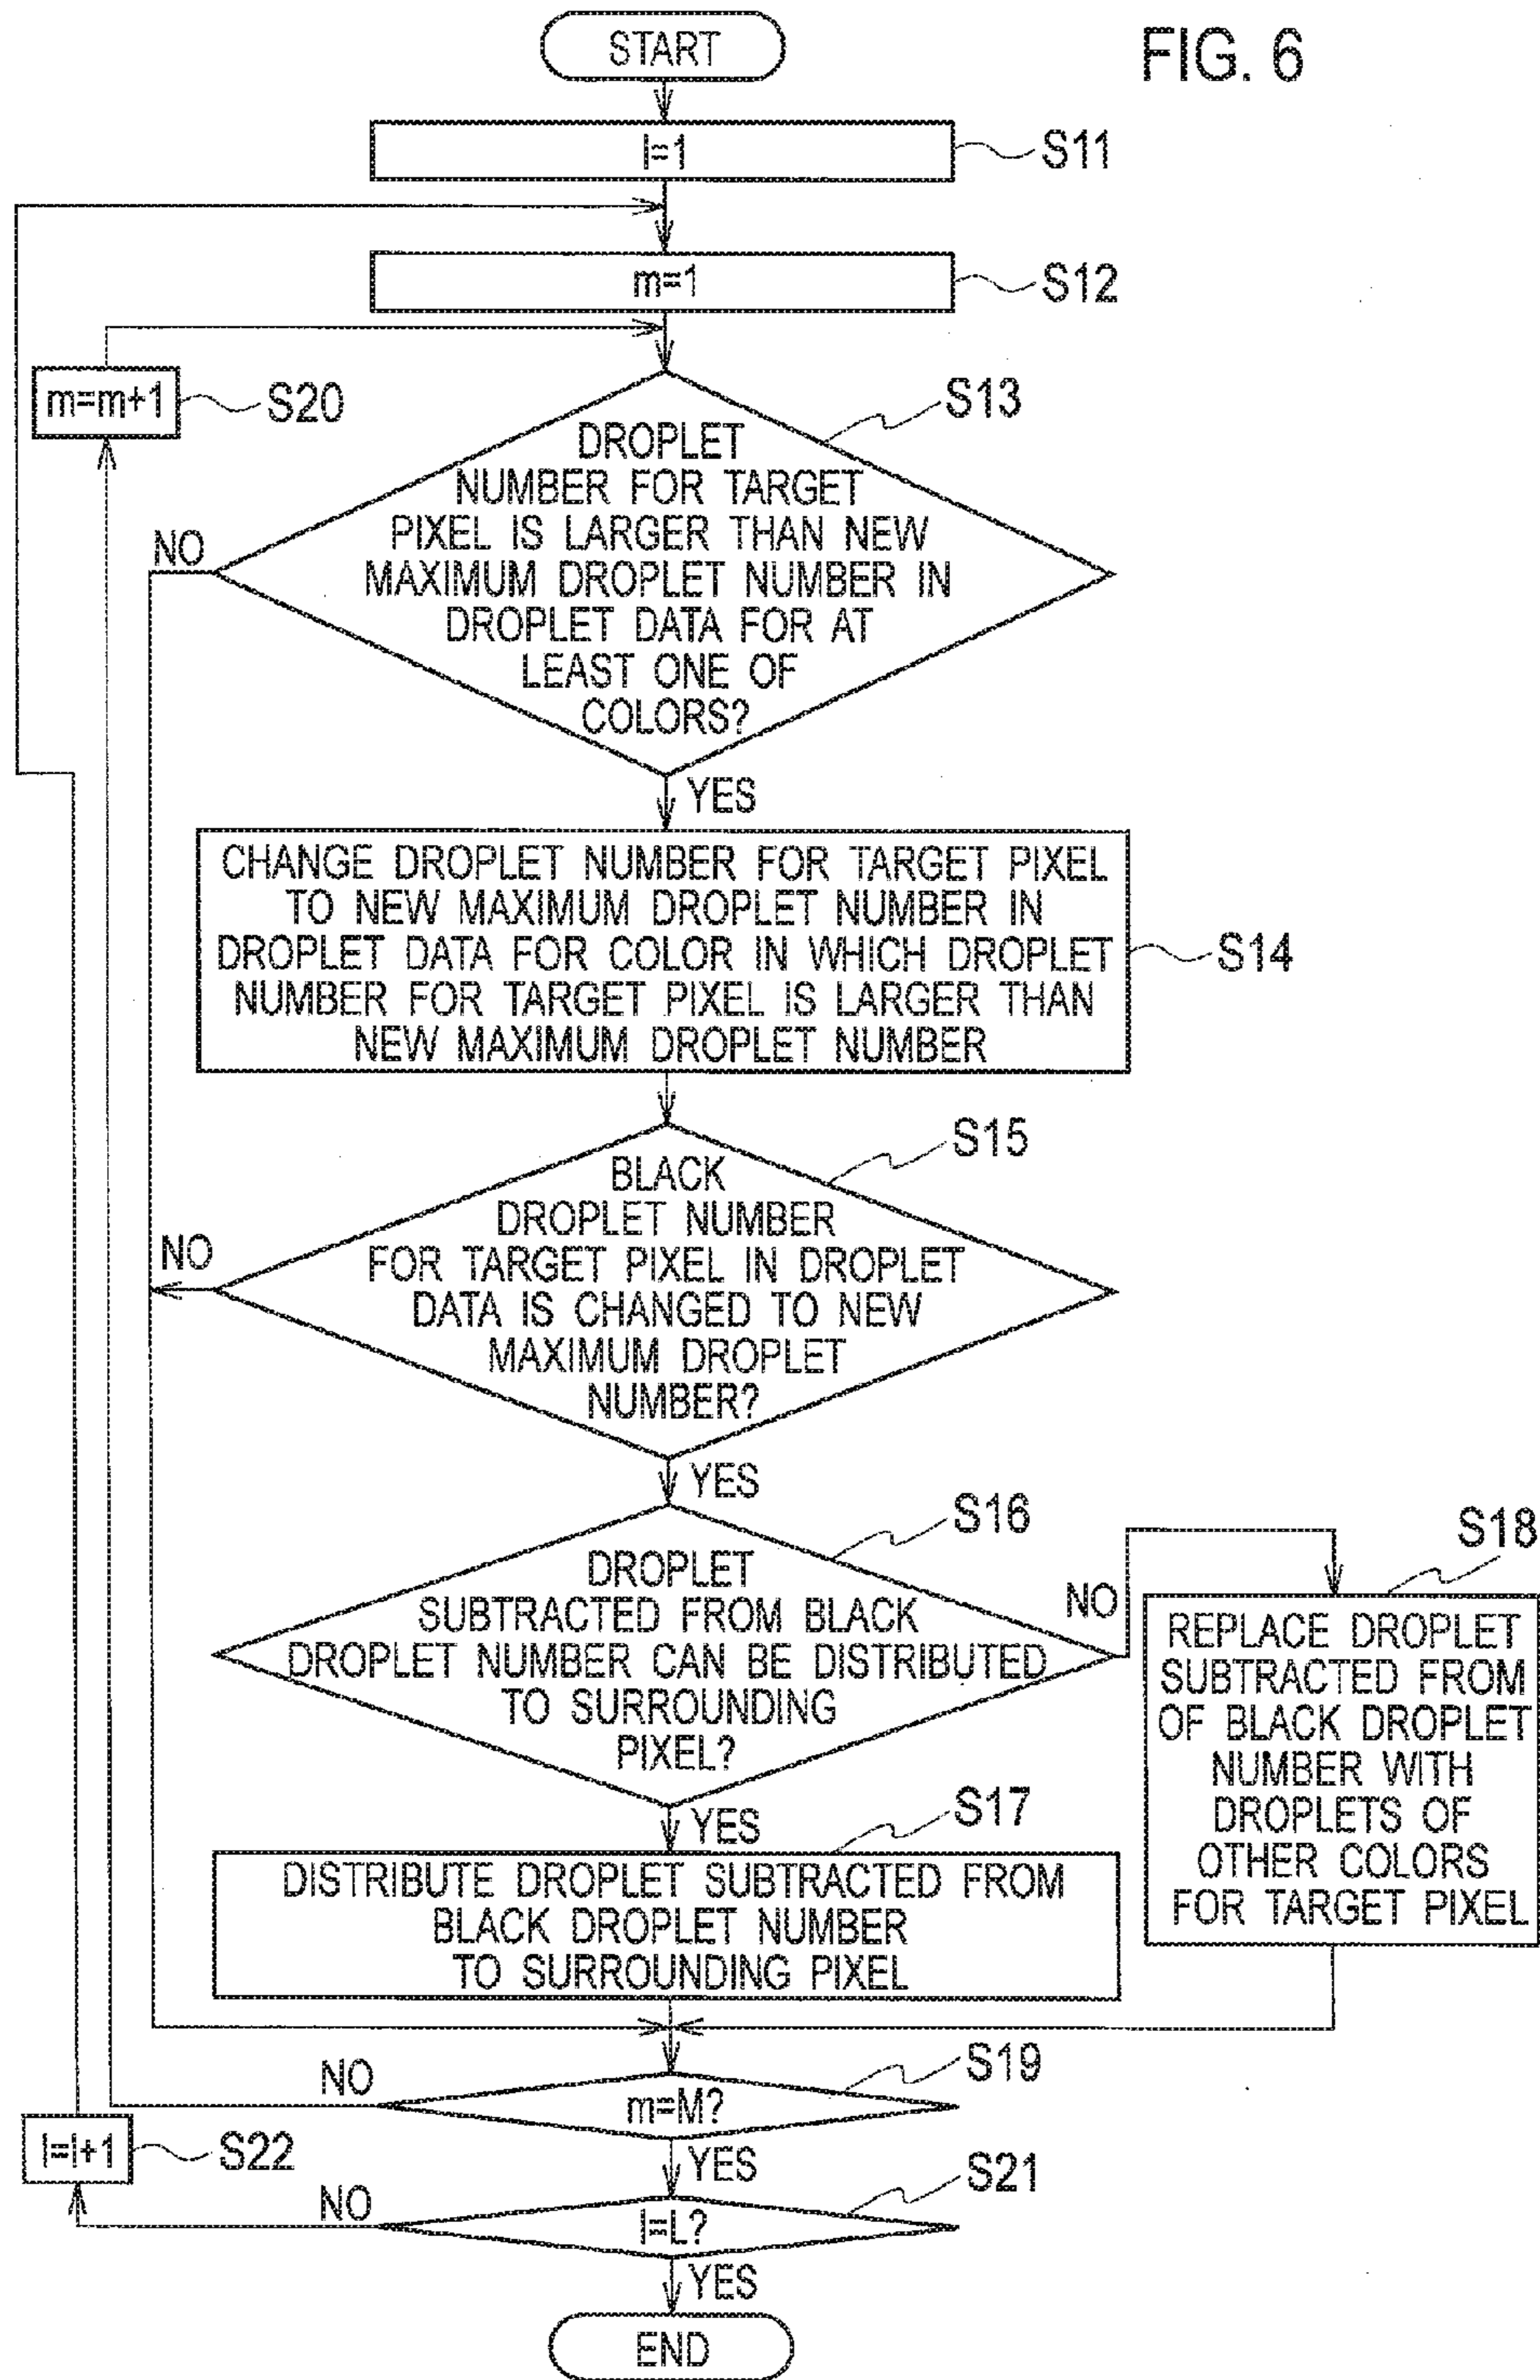 FIG. 6
START
l=1
S11
m=1
S12
m=m+1
S20
S13
DROPLET
NUMBER FOR TARGET
PIXEL IS LARGER THAN NEW
MAXIMUM DROPLET NUMBER IN
DROPLET DATA FOR AT
LEAST ONE OF
COLORS?
NO
YES
CHANGE DROPLET NUMBER FOR TARGET PIXEL
TO NEW MAXIMUM DROPLET NUMBER IN
DROPLET DATA FOR COLOR IN WHICH DROPLET
NUMBER FOR TARGET PIXEL IS LARGER THAN
NEW MAXIMUM DROPLET NUMBER
S14
S15
BLACK
DROPLET NUMBER
FOR TARGET PIXEL IN DROPLET
DATA IS CHANGED TO NEW
MAXIMUM DROPLET
NUMBER?
NO
YES
S16
DROPLET
SUBTRACTED FROM BLACK
DROPLET NUMBER CAN BE DISTRIBUTED
TO SURROUNDING
PIXEL?
NO
YES
S18
REPLACE DROPLET
SUBTRACTED FROM
OF BLACK DROPLET
NUMBER WITH
DROPLETS OF
OTHER COLORS
FOR TARGET PIXEL
S17
DISTRIBUTE DROPLET SUBTRACTED FROM
BLACK DROPLET NUMBER
TO SURROUNDING PIXEL
S19
m=M?
NO
YES
l=l+1
S22
S21
l=L?
NO
YES
END